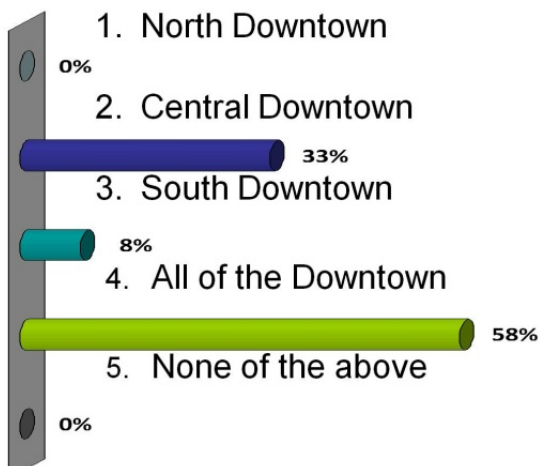 1. North Downtown
0%
2. Central Downtown
33%
3. South Downtown
8%
4. All of the Downtown
58%
5. None of the above
0%